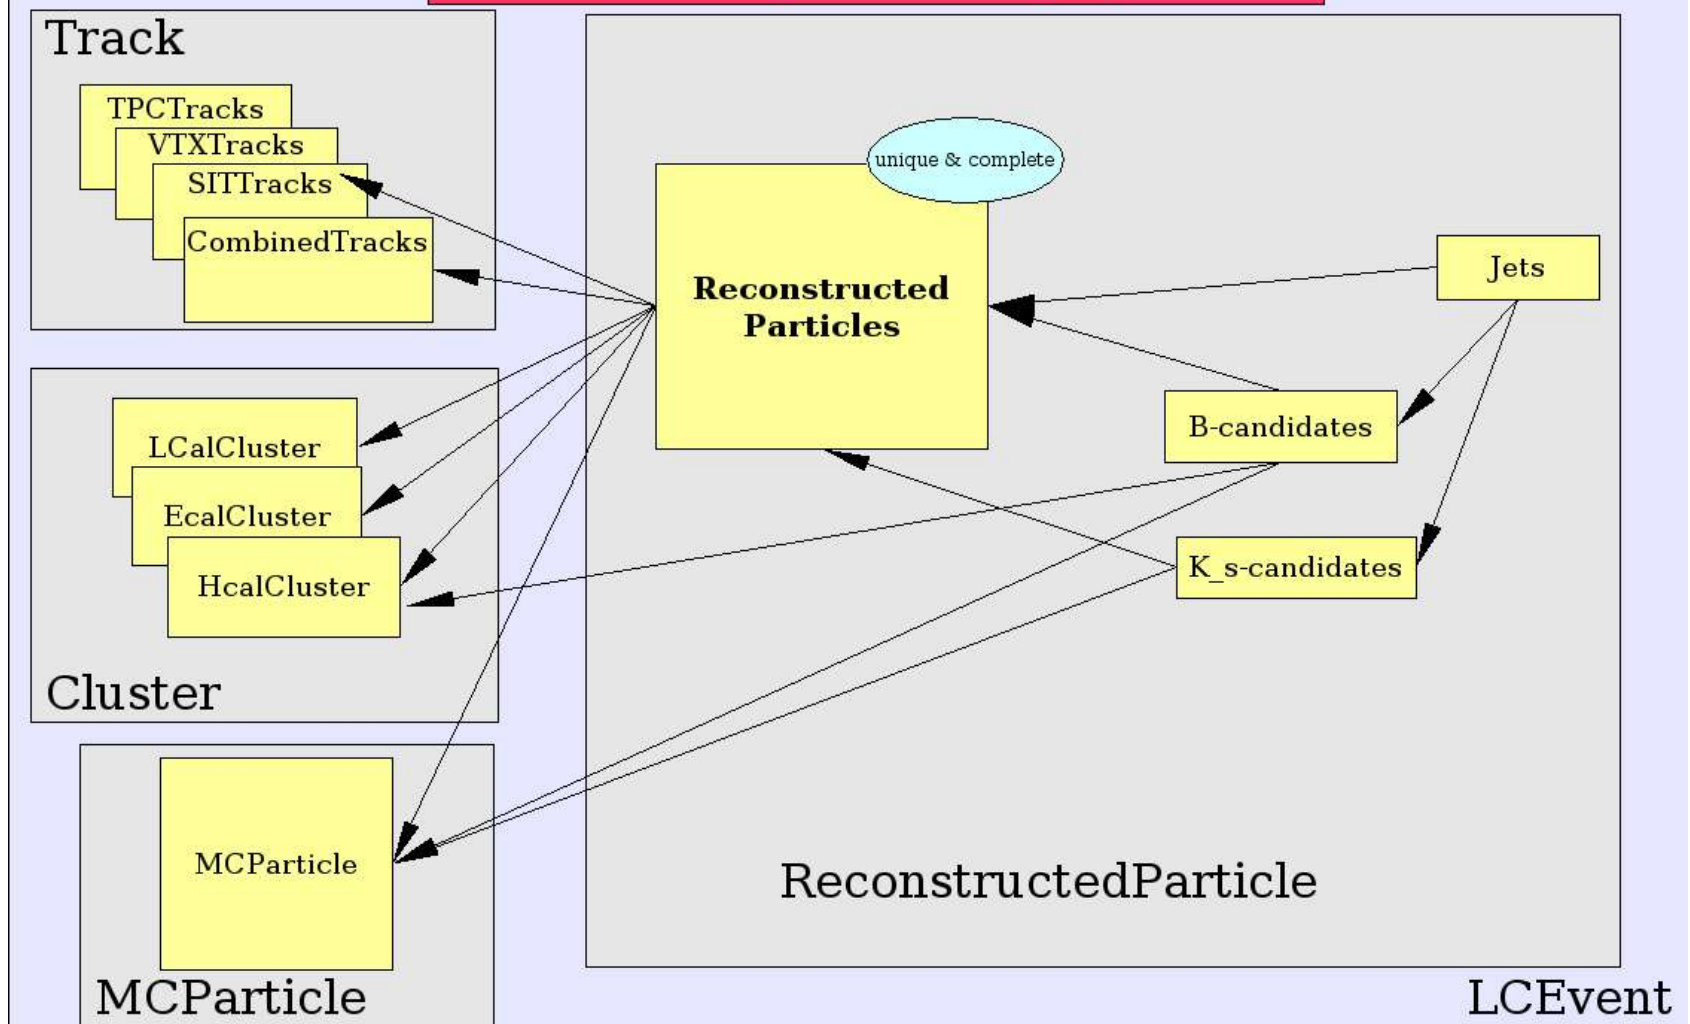 Track
TPCTracks
VTXTracks
SITTracks
CombinedTracks
unique & complete
Reconstructed
Particles
Jets
B-candidates
K_s-candidates
LCalCluster
EcalCluster
HcalCluster
Cluster
MCParticle
MCParticle
ReconstructedParticle
LCEvent